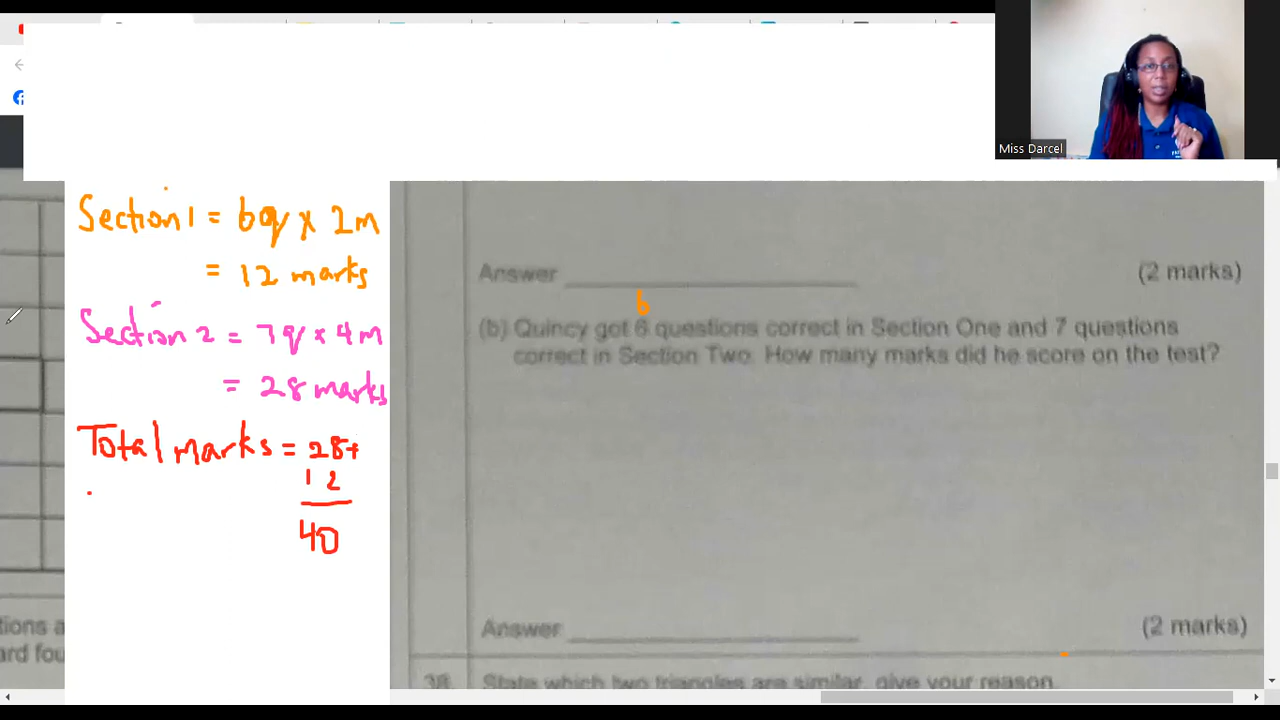 Miss Darcel
Section 1 = 6q x 2m
= 12 marks
Section 2 = 7q x 4m
= 28 marks
Total marks = 28+
12
40
Answer (2 marks)
6
(b) Quincy got 6 questions correct in Section One and 7 questions
correct in Section Two. How many marks did he score on the test?
Answer (2 marks)
38. State which two triangles are similar, give your reason.
tions a
ard fou